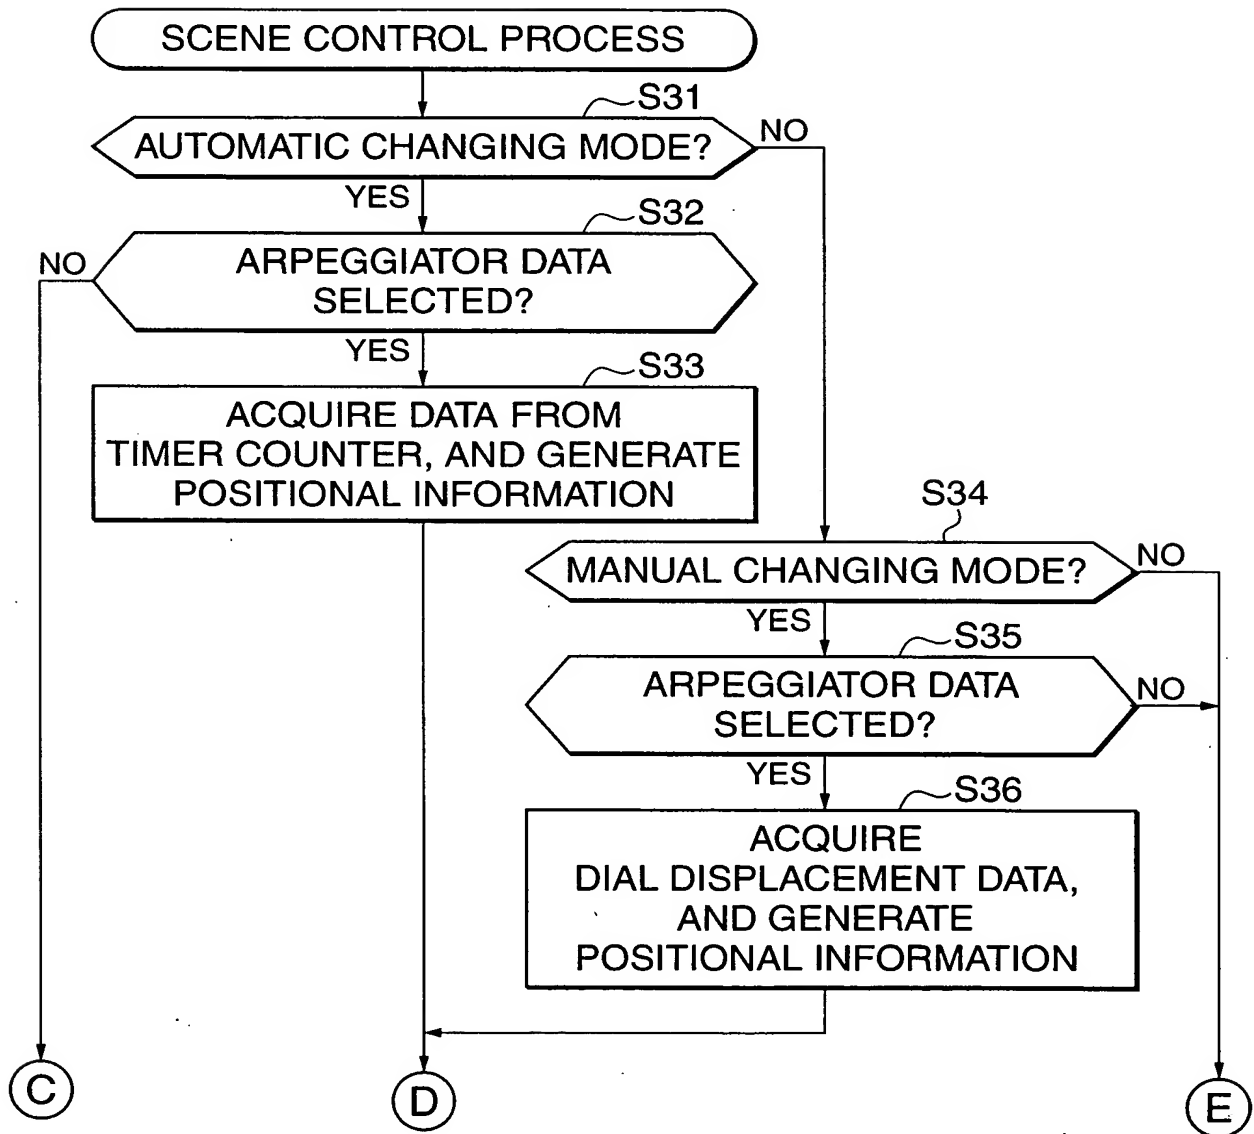 SCENE CONTROL PROCESS
S31
AUTOMATIC CHANGING MODE?
NO
YES
S32
NO
ARPEGGIATOR DATA
SELECTED?
YES
S33
ACQUIRE DATA FROM
TIMER COUNTER, AND GENERATE
POSITIONAL INFORMATION
S34
MANUAL CHANGING MODE?
NO
YES
S35
ARPEGGIATOR DATA
SELECTED?
NO
YES
S36
ACQUIRE
DIAL DISPLACEMENT DATA,
AND GENERATE
POSITIONAL INFORMATION
C
D
E